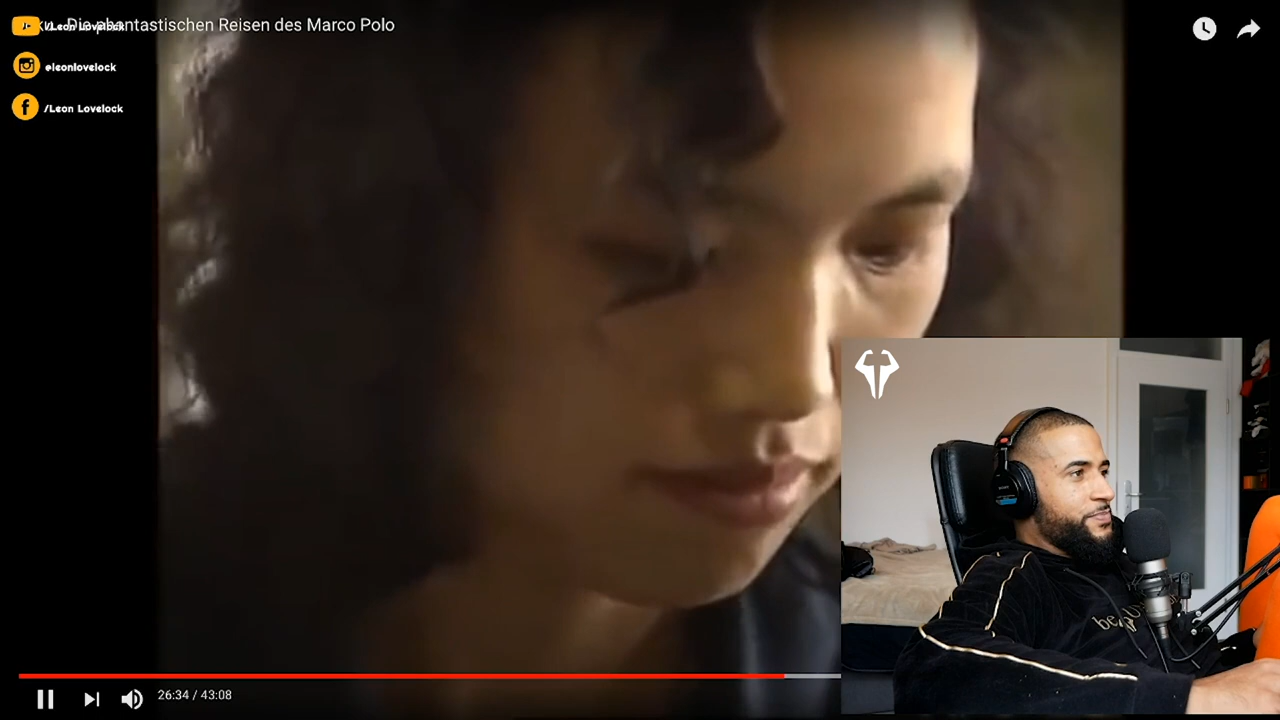 Die phantastischen Reisen des Marco Polo
/Leon Lovelock
@leonlovelock
/Leon Lovelock
26:34 / 43:08